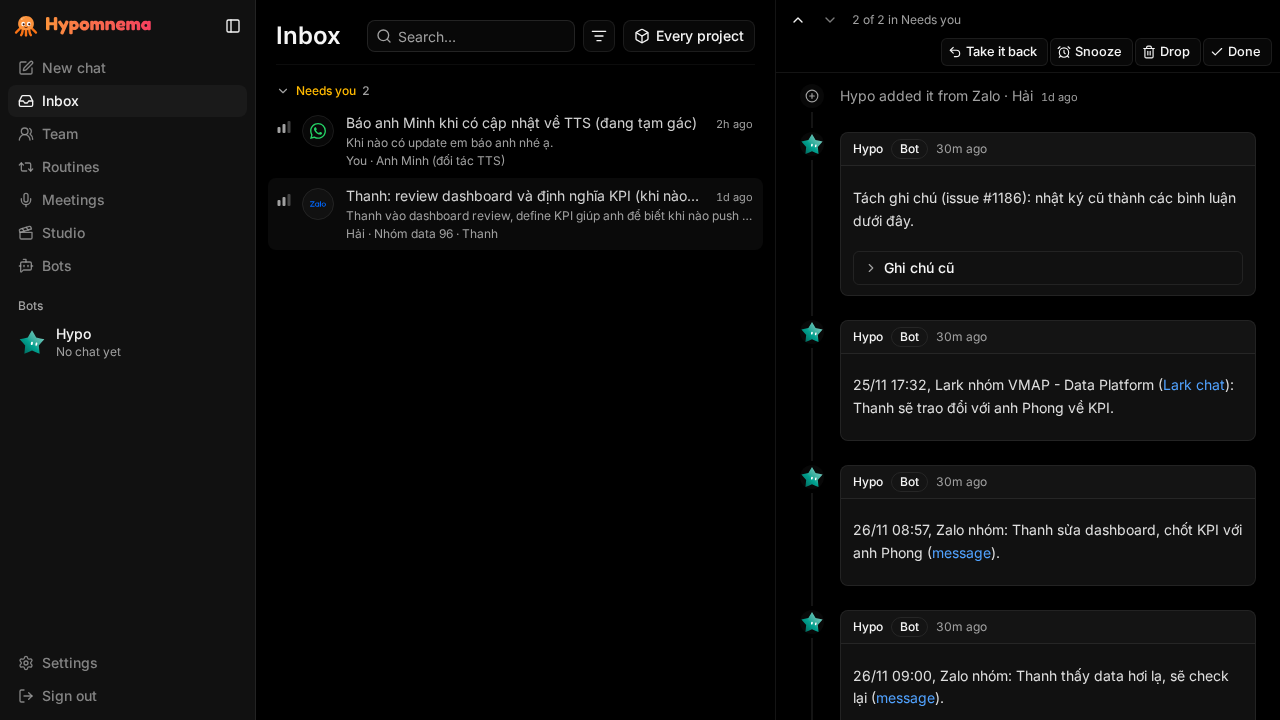 Hypomnema
New chat
Inbox
Team
Routines
Meetings
Studio
Bots
Bots
Hypo
No chat yet
Settings
Sign out
Inbox
Search...
Every project
Needs you 2
Báo anh Minh khi có cập nhật về TTS (đang tạm gác) 2h ago
Khi nào có update em báo anh nhé ạ.
You · Anh Minh (đối tác TTS)
Zalo
Thanh: review dashboard và định nghĩa KPI (khi nào... 1d ago
Thanh vào dashboard review, define KPI giúp anh để biết khi nào push ...
Hải · Nhóm data 96 · Thanh
2 of 2 in Needs you
Take it back
Snooze
Drop
Done
Hypo added it from Zalo · Hải 1d ago
Hypo Bot 30m ago
Tách ghi chú (issue #1186): nhật ký cũ thành các bình luận
dưới đây.
Ghi chú cũ
Hypo Bot 30m ago
25/11 17:32, Lark nhóm VMAP - Data Platform (Lark chat):
Thanh sẽ trao đổi với anh Phong về KPI.
Hypo Bot 30m ago
26/11 08:57, Zalo nhóm: Thanh sửa dashboard, chốt KPI với
anh Phong (message).
Hypo Bot 30m ago
26/11 09:00, Zalo nhóm: Thanh thấy data hơi lạ, sẽ check
lại (message).